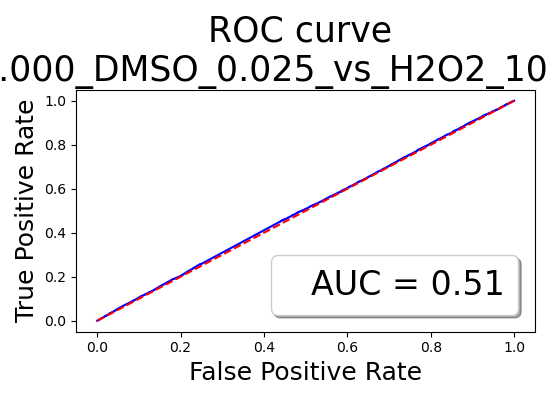 ROC curve
.000_DMSO_0.025_vs_H2O2_10
True Positive Rate
1.0
0.8
0.6
0.4
0.2
0.0
AUC = 0.51
0.0 0.2 0.4 0.6 0.8 1.0
False Positive Rate